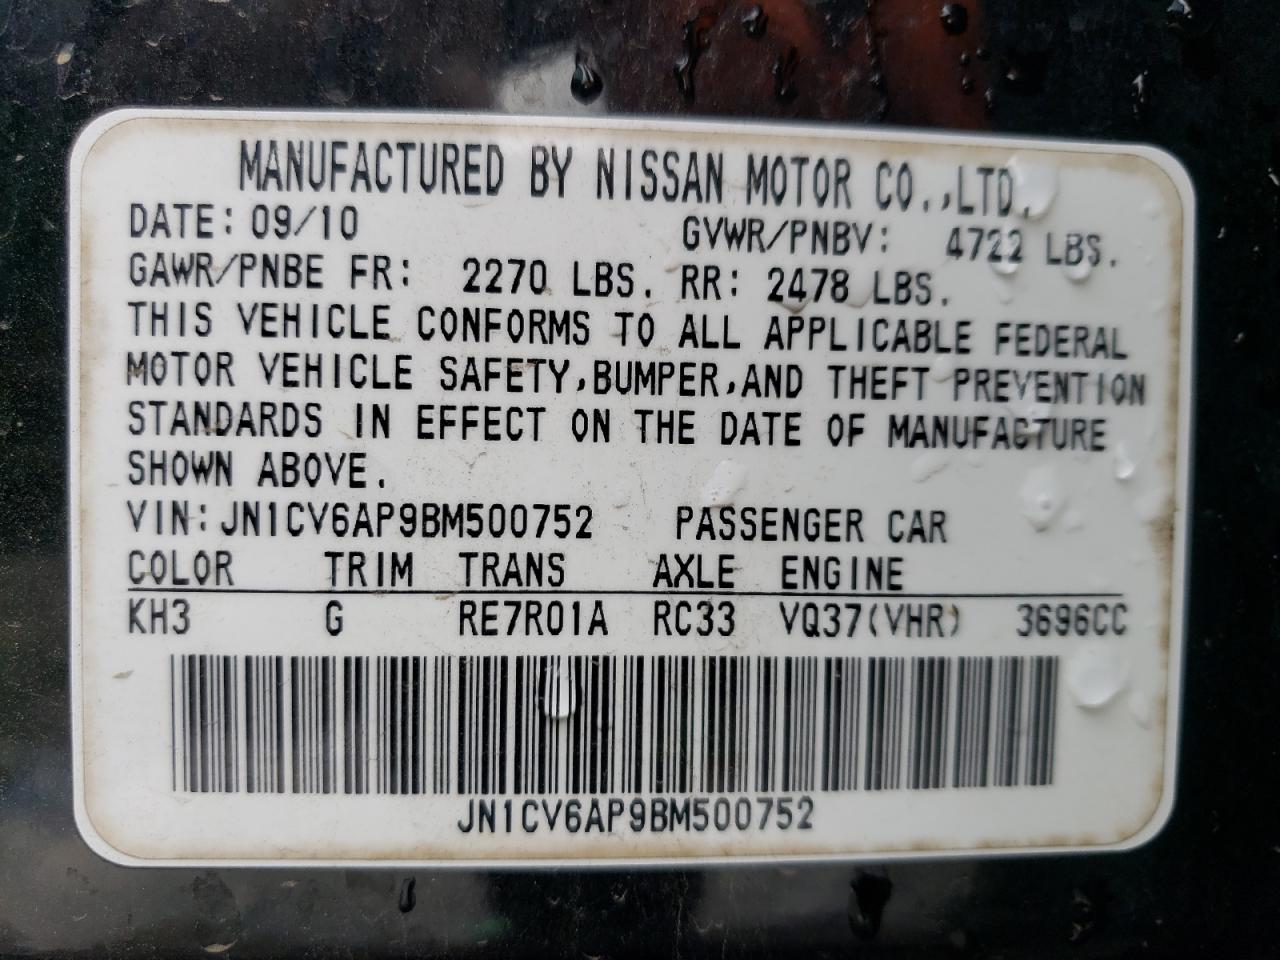 MANUFACTURED BY NISSAN MOTOR CO.,LTD.
DATE: 09/10 GVWR/PNBV: 4722 LBS.
GAWR/PNBE FR: 2270 LBS. RR: 2478 LBS.
THIS VEHICLE CONFORMS TO ALL APPLICABLE FEDERAL
MOTOR VEHICLE SAFETY,BUMPER,AND THEFT PREVENTION
STANDARDS IN EFFECT ON THE DATE OF MANUFACTURE
SHOWN ABOVE.
VIN: JN1CV6AP9BM500752 PASSENGER CAR
COLOR TRIM TRANS AXLE ENGINE
KH3 G RE7R01A RC33 VQ37(VHR) 3696CC
JN1CV6AP9BM500752